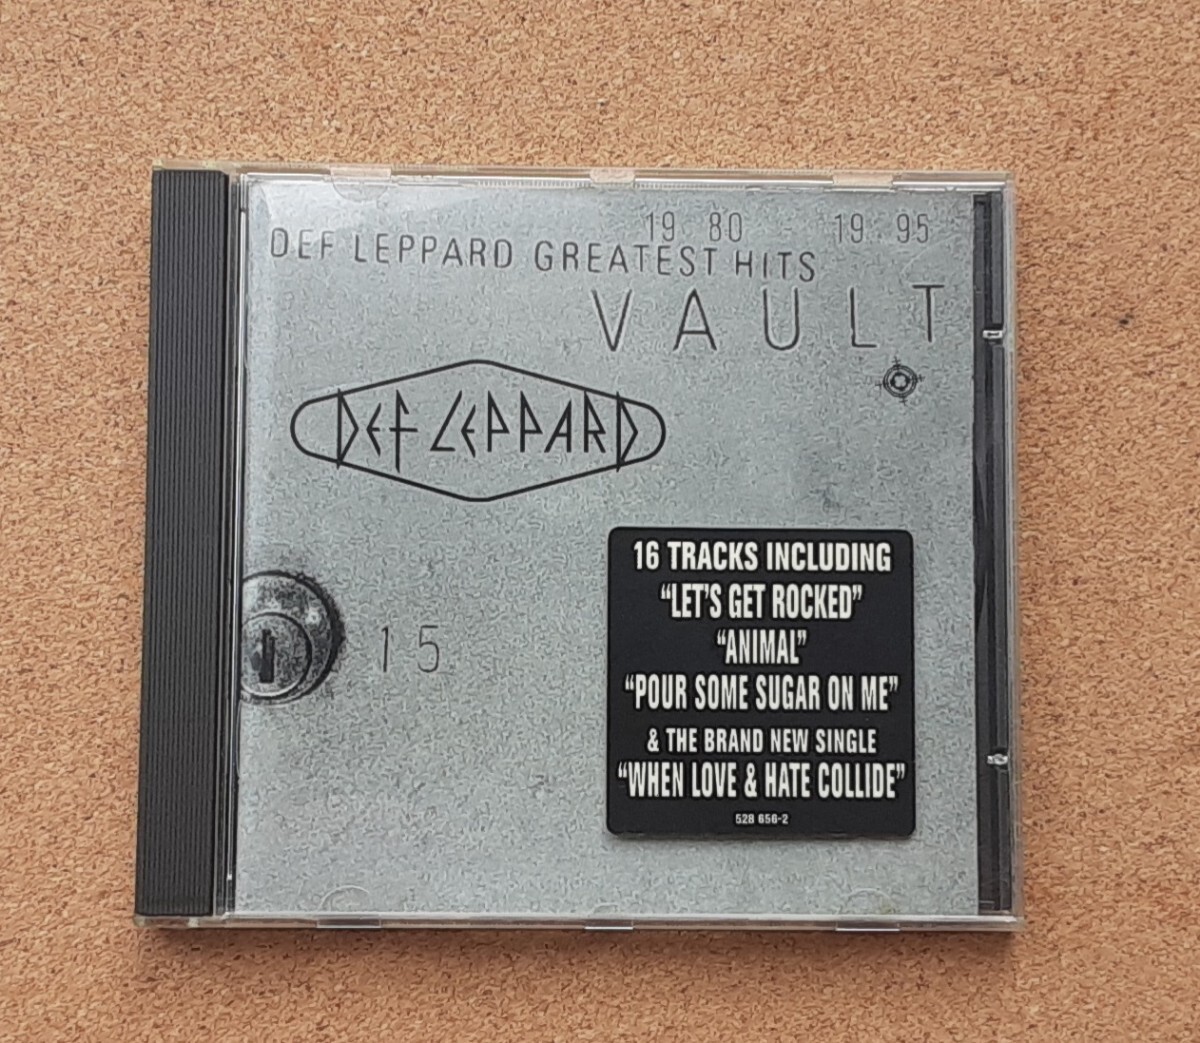 19 80 - 19 95
DEF LEPPARD GREATEST HITS
VAULT
DEF LEPPARD
15
16 TRACKS INCLUDING
“LET'S GET ROCKED”
“ANIMAL”
“POUR SOME SUGAR ON ME”
& THE BRAND NEW SINGLE
“WHEN LOVE & HATE COLLIDE”
528 656-2